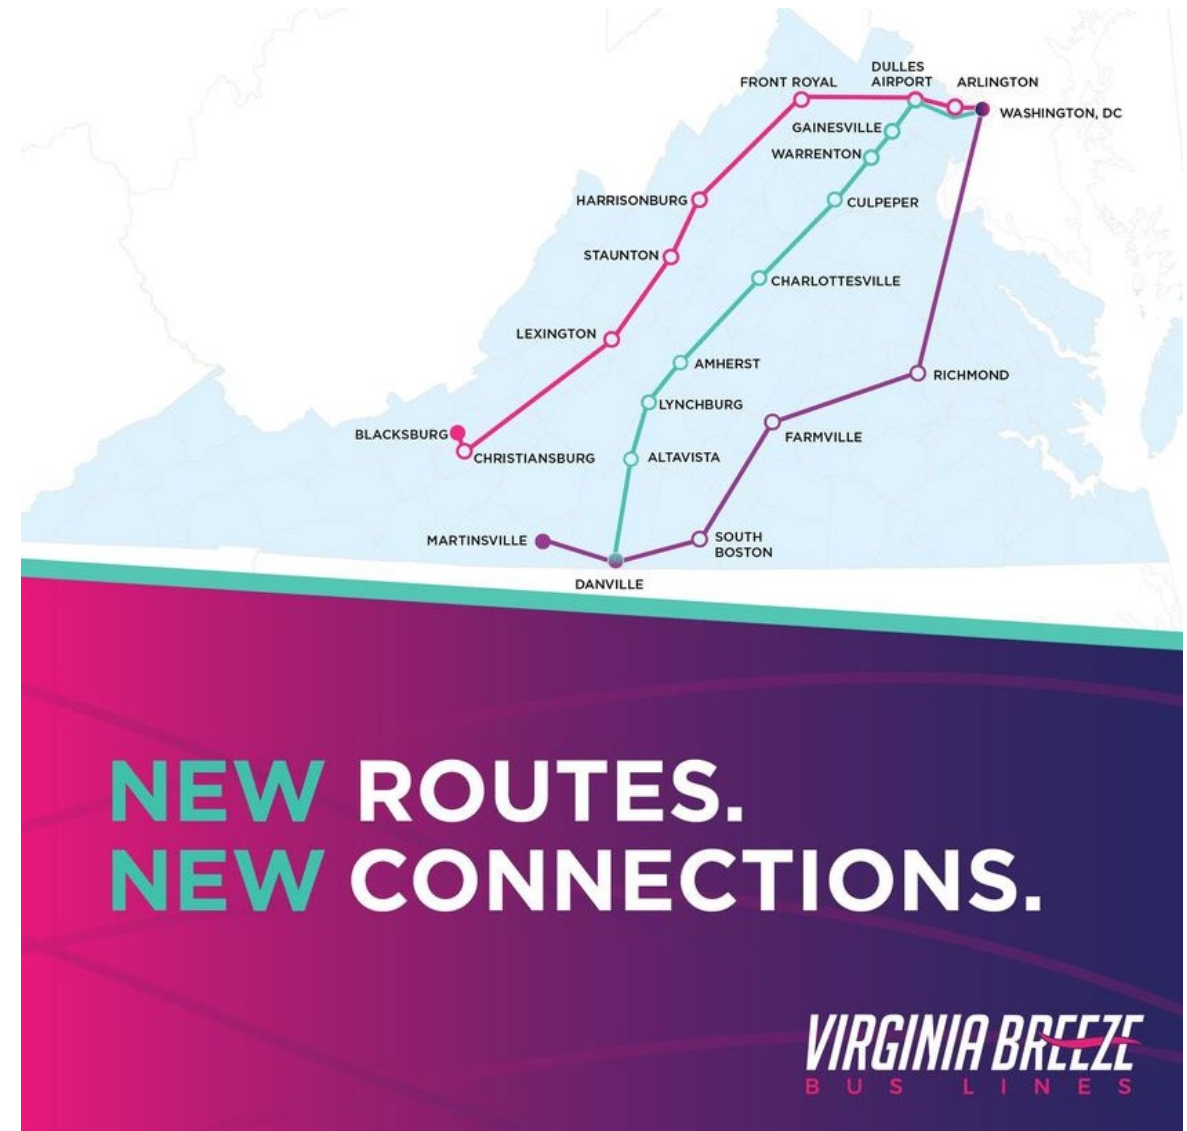 DULLES
AIRPORT
FRONT ROYAL
ARLINGTON
WASHINGTON, DC
GAINESVILLE
WARRENTON
HARRISONBURG
CULPEPER
STAUNTON
CHARLOTTESVILLE
LEXINGTON
AMHERST
RICHMOND
LYNCHBURG
BLACKSBURG
FARMVILLE
CHRISTIANSBURG
ALTAVISTA
MARTINSVILLE
SOUTH
BOSTON
DANVILLE
NEW ROUTES.
NEW CONNECTIONS.
VIRGINIA BREEZE
BUS LINES